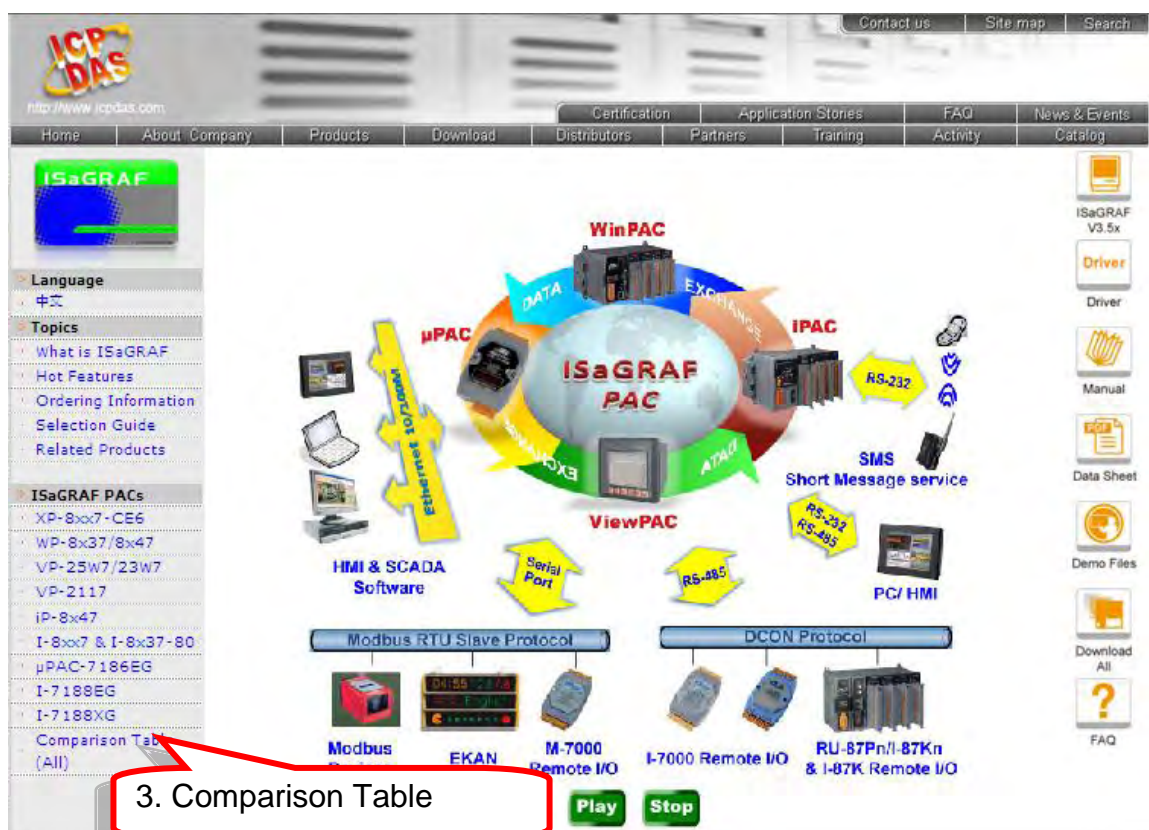 Contact us | Site map | Search
ICP DAS
http://www.icpdas.com
Certification | Application Stories | FAQ | News & Events
Home | About Company | Products | Download | Distributors | Partners | Training | Activity | Catalog
ISaGRAF
Language
中文
Topics
What is ISaGRAF
Hot Features
Ordering Information
Selection Guide
Related Products
ISaGRAF PACs
XP-8xx7-CE6
WP-8x37/8x47
VP-25W7/23W7
VP-2117
iP-8x47
I-8xx7 & I-8x37-80
µPAC-7186EG
I-7188EG
I-7188XG
Comparison Tab
(All)
3. Comparison Table
WinPAC
DATA
EXCHANGE
µPAC
iPAC
ISaGRAF
PAC
EXCHANGE
DATA
ViewPAC
Ethernet 10/100M
HMI & SCADA
Software
RS-232
SMS
Short Message service
RS-232
RS-485
PC/ HMI
Serial
Port
RS-485
Modbus RTU Slave Protocol
DCON Protocol
Modbus
EKAN
M-7000
Remote I/O
I-7000 Remote I/O
RU-87Pn/I-87Kn
& I-87K Remote I/O
Play
Stop
ISaGRAF
V3.5x
Driver
Driver
Manual
PDF
Data Sheet
Demo Files
Download
All
?
FAQ